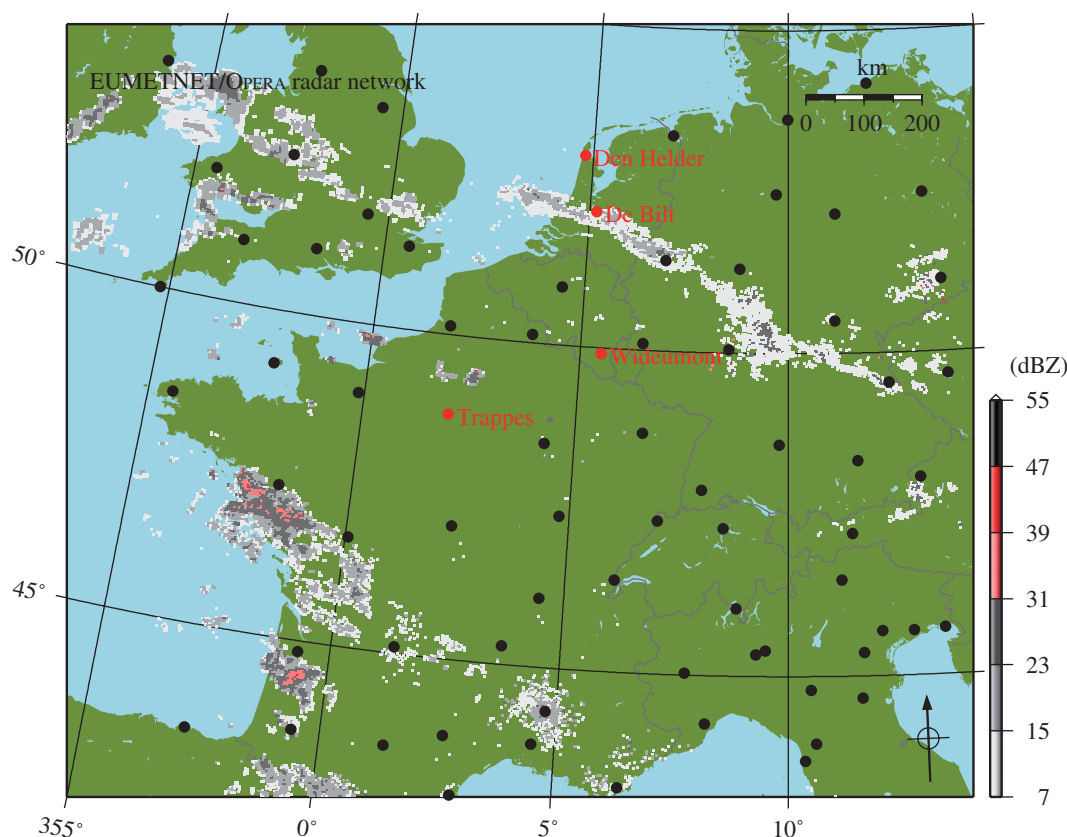 EUMETNET/OPERA radar network
km
0 100 200
Den Helder
De Bilt
50°
Wideumont
(dBZ)
55
Trappes
47
39
45°
31
23
15
7
355° 0° 5° 10°